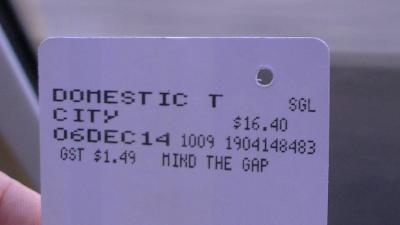 DOMESTIC T SGL
CITY $16.40
06DEC14 1009 1904148483
GST $1.49 MIND THE GAP